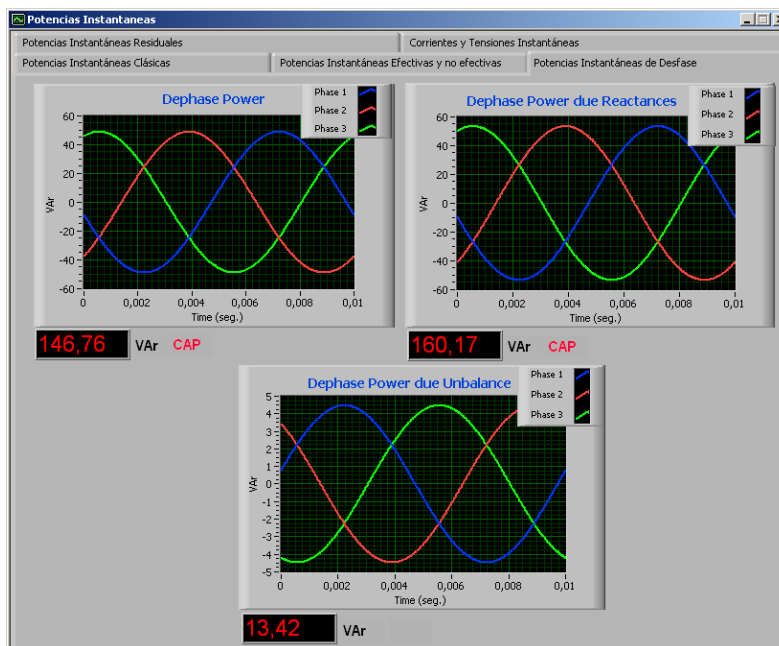 Potencias Instantaneas
Potencias Instantáneas Residuales
Corrientes y Tensiones Instantáneas
Potencias Instantáneas Clásicas
Potencias Instantáneas Efectivas y no efectivas
Potencias Instantáneas de Desfase
Dephase Power
Phase 1
Phase 2
Phase 3
60
40
20
0
-20
-40
-60
VAr
0
0,002
0,004
0,006
0,008
0,01
Time (seg.)
146,76 VAr CAP
Dephase Power due Reactances
Phase 1
Phase 2
Phase 3
60
40
20
0
-20
-40
-60
VAr
0
0,002
0,004
0,006
0,008
0,01
Time (seg.)
160,17 VAr CAP
Dephase Power due Unbalance
Phase 1
Phase 2
Phase 3
5
4
3
2
1
0
-1
-2
-3
-4
-5
VAr
0
0,002
0,004
0,006
0,008
0,01
Time (seg.)
13,42 VAr